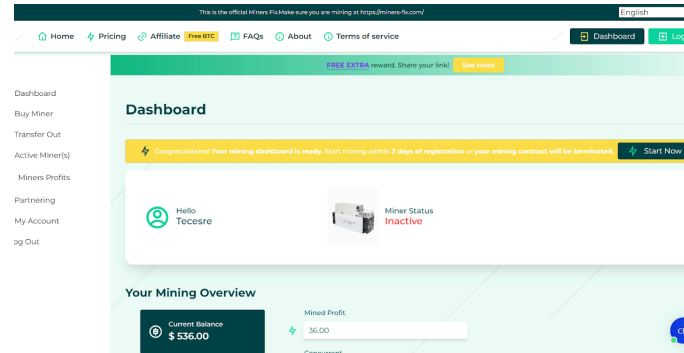 This is the official Miners Fix.Make sure you are mining at https://miners-fix.com/
English
Home
Pricing
Affiliate
Free BTC
FAQs
About
Terms of service
Dashboard
Log
FREE EXTRA reward. Share your link!
See more
Dashboard
Buy Miner
Transfer Out
Active Miner(s)
Miners Profits
Partnering
My Account
og Out
Dashboard
Congratulations! Your mining dashboard is ready. Start mining within 3 days of registration or your mining contract will be terminated.
Start Now
Hello
Tecesre
Miner Status
Inactive
Your Mining Overview
Current Balance
$ 536.00
Mined Profit
36.00